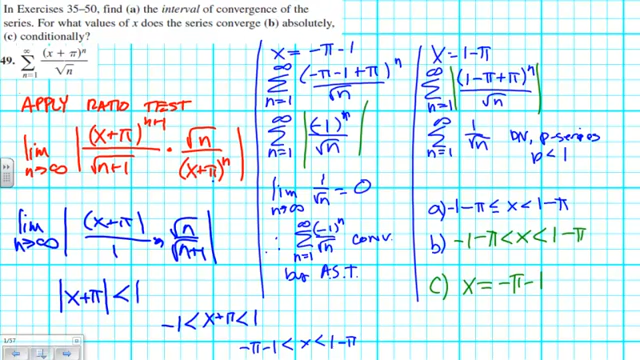 In Exercises 35–50, find (a) the interval of convergence of the
series. For what values of x does the series converge (b) absolutely,
(c) conditionally?
49. ∑_{n=1}^{∞} (x + π)^n / √n
APPLY RATIO TEST
lim_{n→∞} | (x+π)^{n+1} / √(n+1) · √n / (x+π)^n |
lim_{n→∞} | (x+π) / 1 · √n / √(n+1) |
|x+π| < 1
-1 < x+π < 1
-π-1 < x < 1-π
x = -π-1
∑_{n=1}^{∞} (-π-1+π)^n / √n
∑_{n=1}^{∞} | (-1)^n / √n |
lim_{n→∞} 1/√n = 0
∴ ∑_{n=1}^{∞} (-1)^n / √n CONV.
by A.S.T.
x = 1-π
∑_{n=1}^{∞} | (1-π+π)^n / √n |
∑_{n=1}^{∞} 1/√n DIV, p-series
p < 1
a) -1-π ≤ x < 1-π
b) -1-π < x < 1-π
c) x = -π-1
1/57